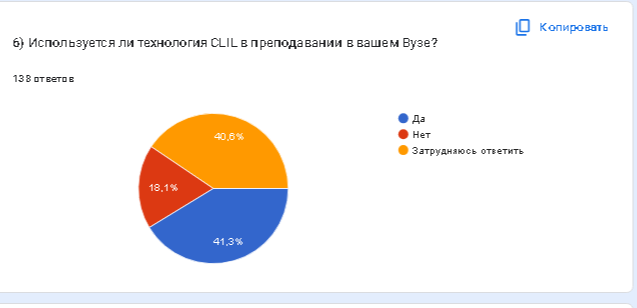 Копировать
6) Используется ли технология CLIL в преподавании в вашем Вузе?
138 ответов
Да
Нет
Затрудняюсь ответить
40,6%
18,1%
41,3%